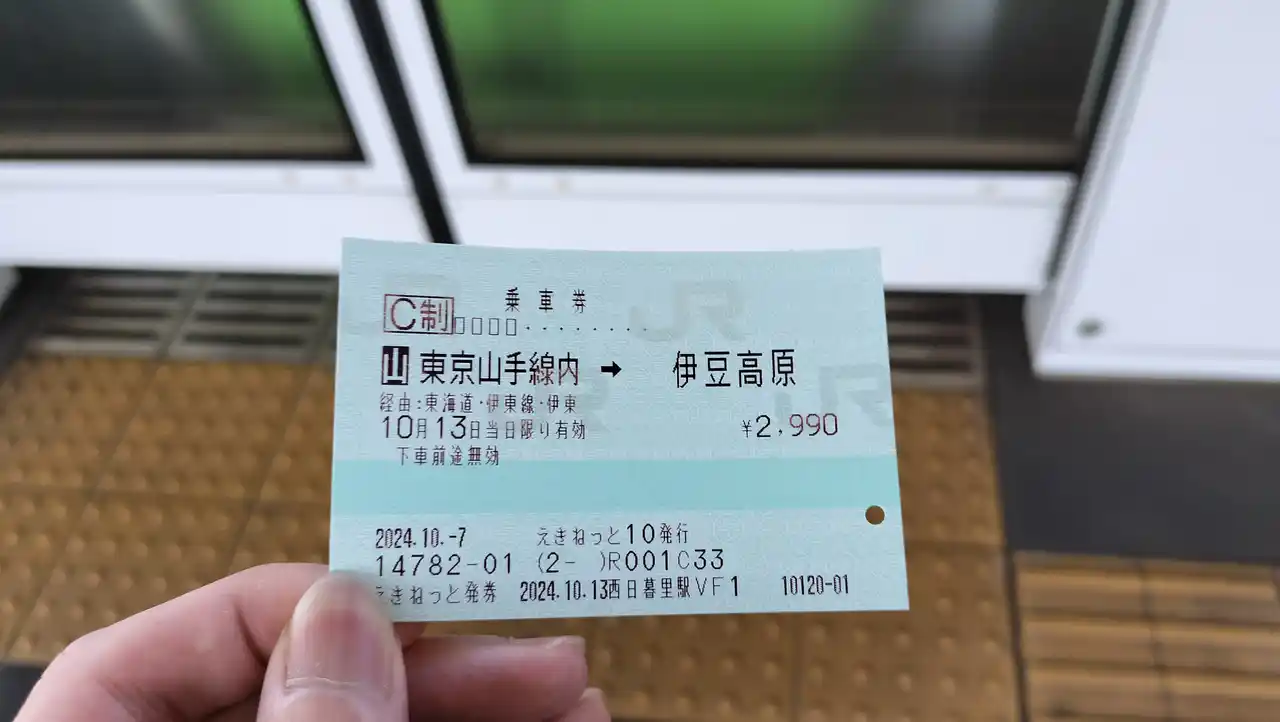 乗車券
C制 □□□□・・・・・・・・
山 東京山手線内 → 伊豆高原
経由：東海道・伊東線・伊東
10月13日当日限り有効 ¥2,990
下車前途無効
2024.10.-7 えきねっと10発行
14782-01 (2- )R001C33
えきねっと発券 2024.10.13西日暮里駅VF1 10120-01